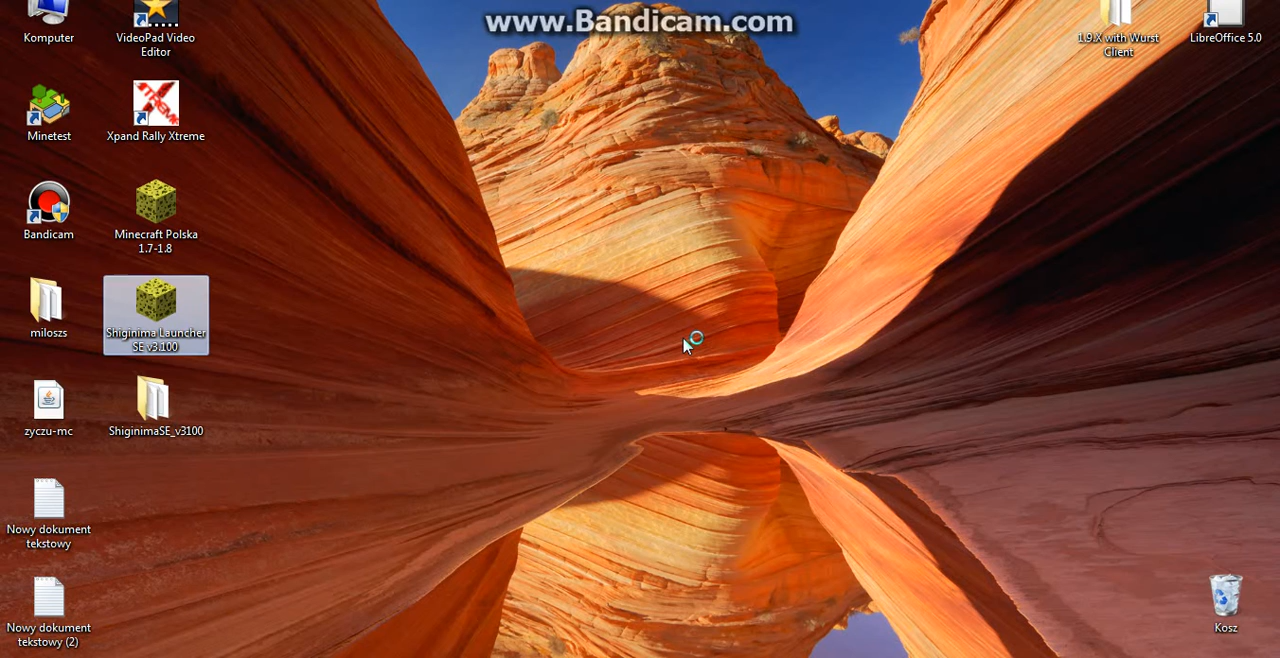 www.Bandicam.com
Komputer
VideoPad Video
Editor
1.9.X with Wurst
Client
LibreOffice 5.0
Minetest
Xpand Rally Xtreme
Bandicam
Minecraft Polska
1.7-1.8
miloszs
Shiginima Launcher
SE v3.100
zyczu-mc
ShiginimaSE_v3100
Nowy dokument
tekstowy
Nowy dokument
tekstowy (2)
Kosz